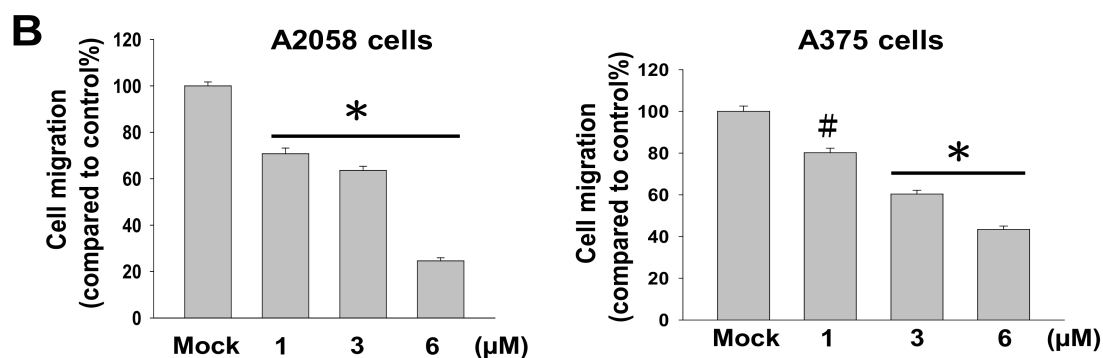 B
A2058 cells
Cell migration
(compared to control%)
120
100
80
60
40
20
0
*
Mock 1 3 6 (µM)
A375 cells
Cell migration
(compared to control%)
120
100
80
60
40
20
0
#
*
Mock 1 3 6 (µM)